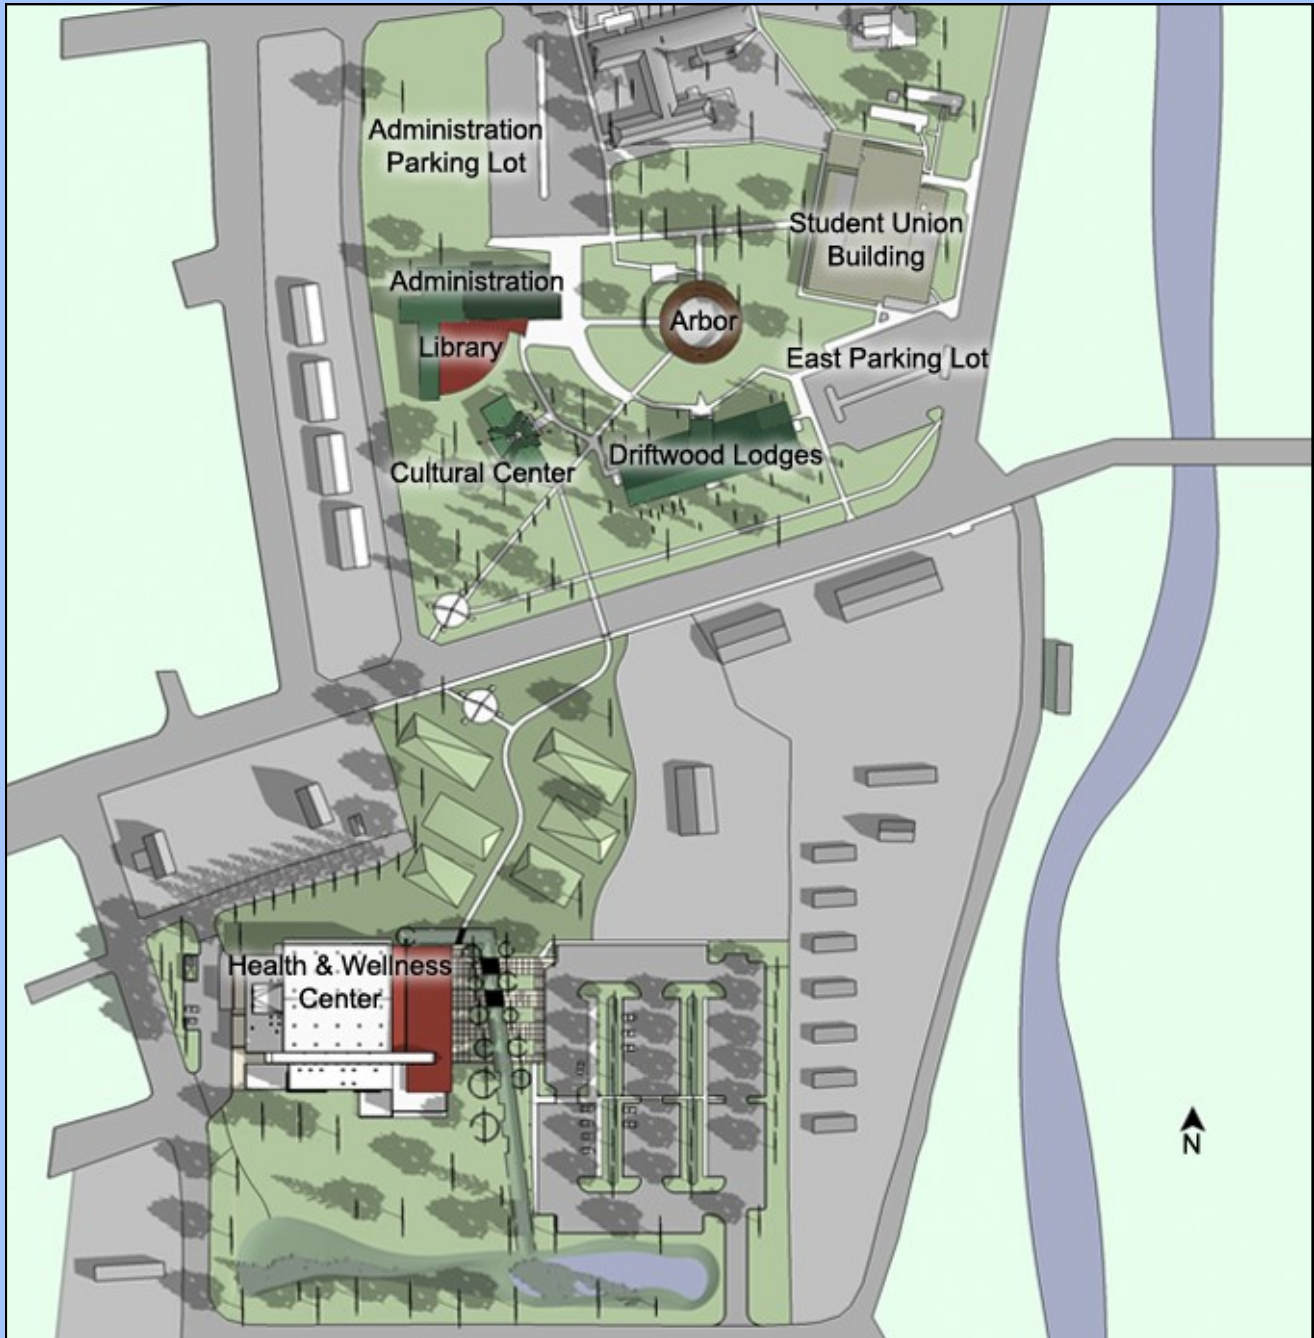 Administration
Parking Lot
Student Union
Building
Administration
Arbor
Library
East Parking Lot
Driftwood Lodges
Cultural Center
Health & Wellness
Center
N